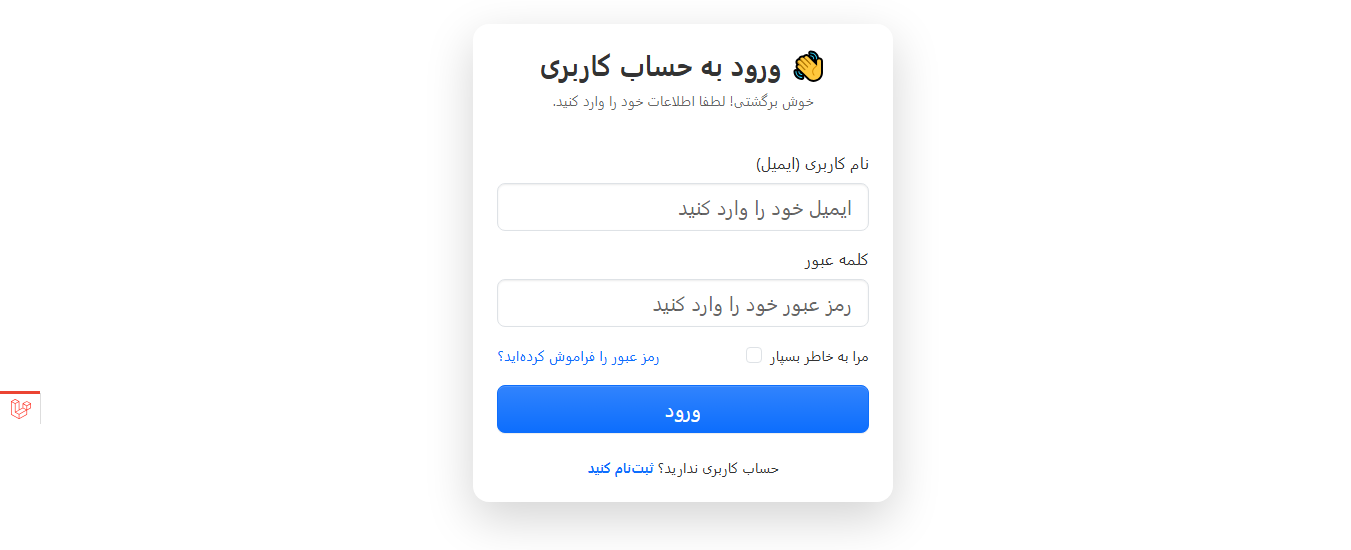 👋 ورود به حساب کاربری
خوش برگشتی! لطفا اطلاعات خود را وارد کنید.
نام کاربری (ایمیل)
ایمیل خود را وارد کنید
کلمه عبور
رمز عبور خود را وارد کنید
مرا به خاطر بسپار
رمز عبور را فراموش کرده‌اید؟
ورود
حساب کاربری ندارید؟ ثبت‌نام کنید